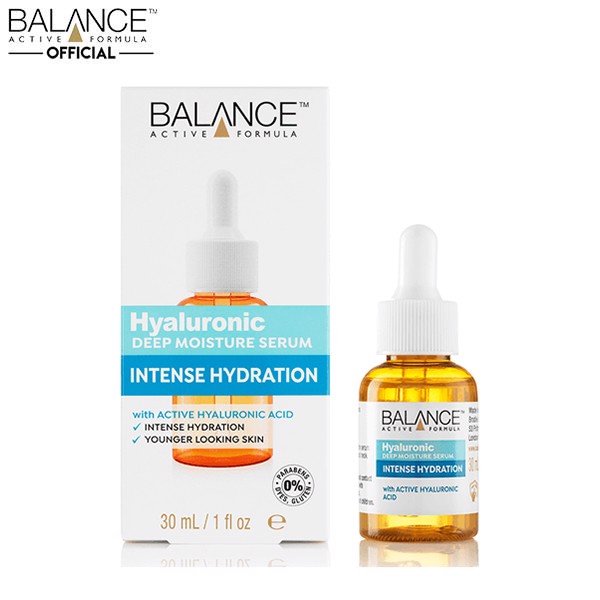 BALANCE™
ACTIVE FORMULA
OFFICIAL
BALANCE™
ACTIVE FORMULA
Hyaluronic
DEEP MOISTURE SERUM
INTENSE HYDRATION
with ACTIVE HYALURONIC ACID
✓ INTENSE HYDRATION
✓ YOUNGER LOOKING SKIN
PARABENS
0%
DYES, GLUTEN
30 mL / 1 fl oz ℮
BALANCE
ACTIVE FORMULA
Hyaluronic
DEEP MOISTURE SERUM
INTENSE HYDRATION
with ACTIVE HYALURONIC
ACID